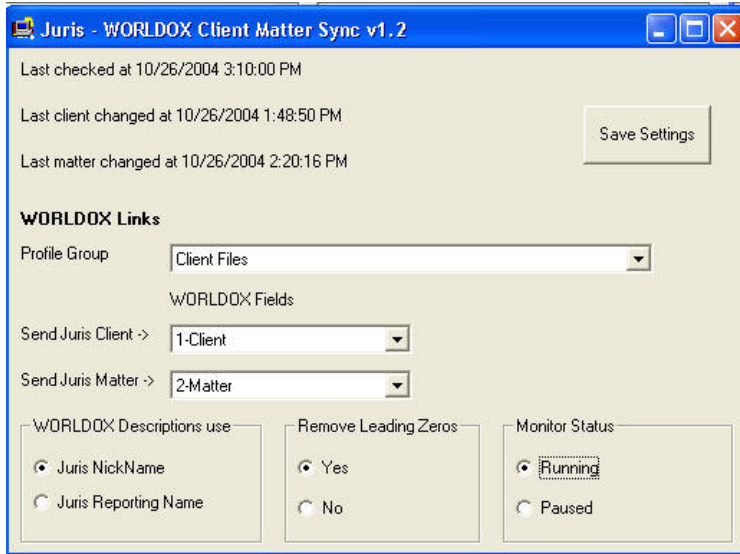 Juris - WORLDOX Client Matter Sync v1.2
Last checked at 10/26/2004 3:10:00 PM
Last client changed at 10/26/2004 1:48:50 PM
Save Settings
Last matter changed at 10/26/2004 2:20:16 PM
WORLDOX Links
Profile Group Client Files
WORLDOX Fields
Send Juris Client -> 1-Client
Send Juris Matter -> 2-Matter
WORLDOX Descriptions use
Juris NickName
Juris Reporting Name
Remove Leading Zeros
Yes
No
Monitor Status
Running
Paused